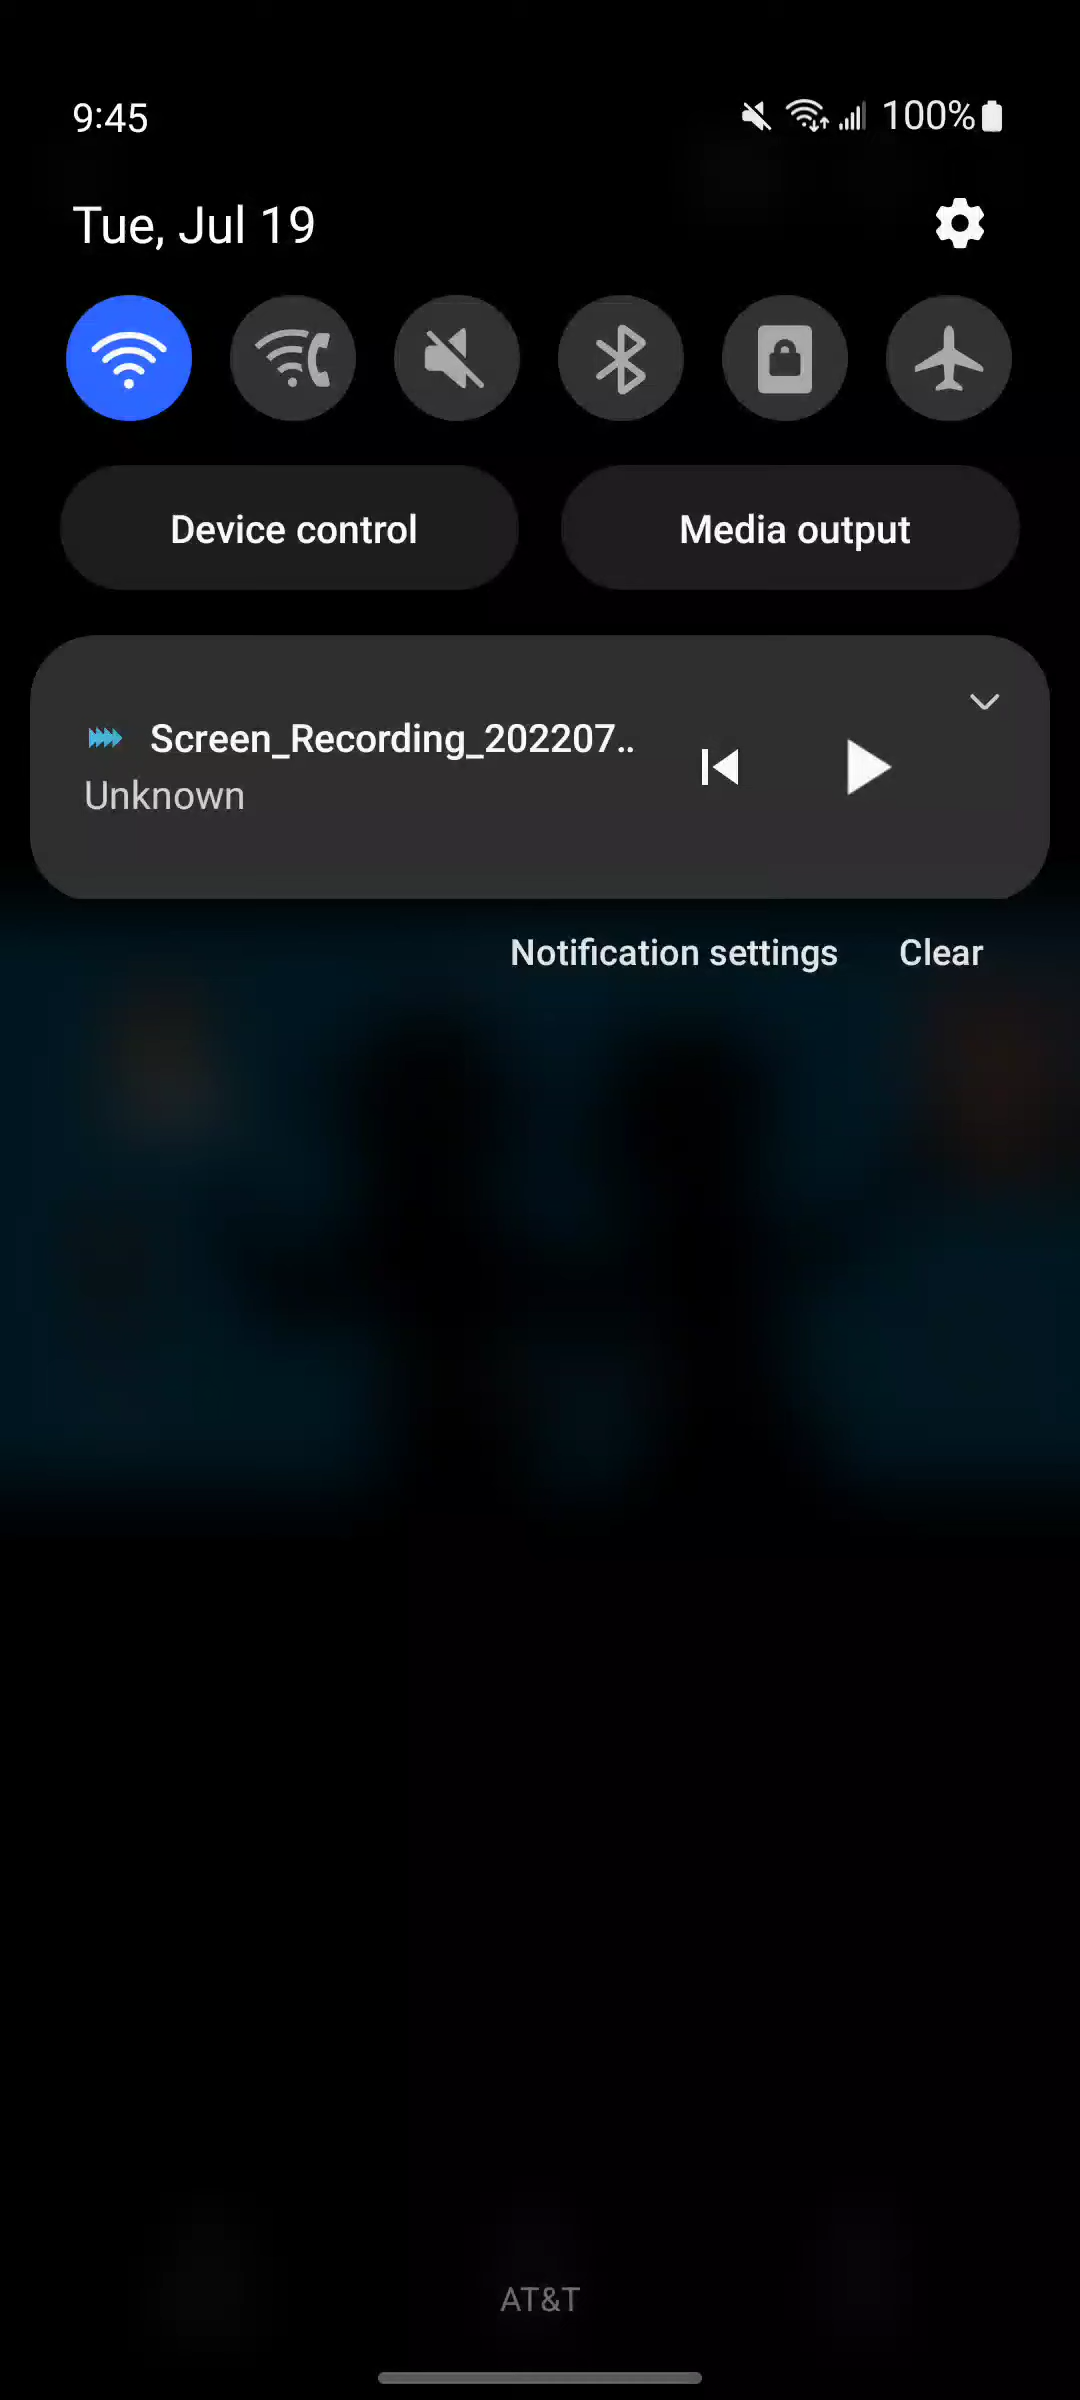 9:45
100%
Tue, Jul 19
Device control
Media output
Screen_Recording_202207..
Unknown
Notification settings
Clear
AT&T